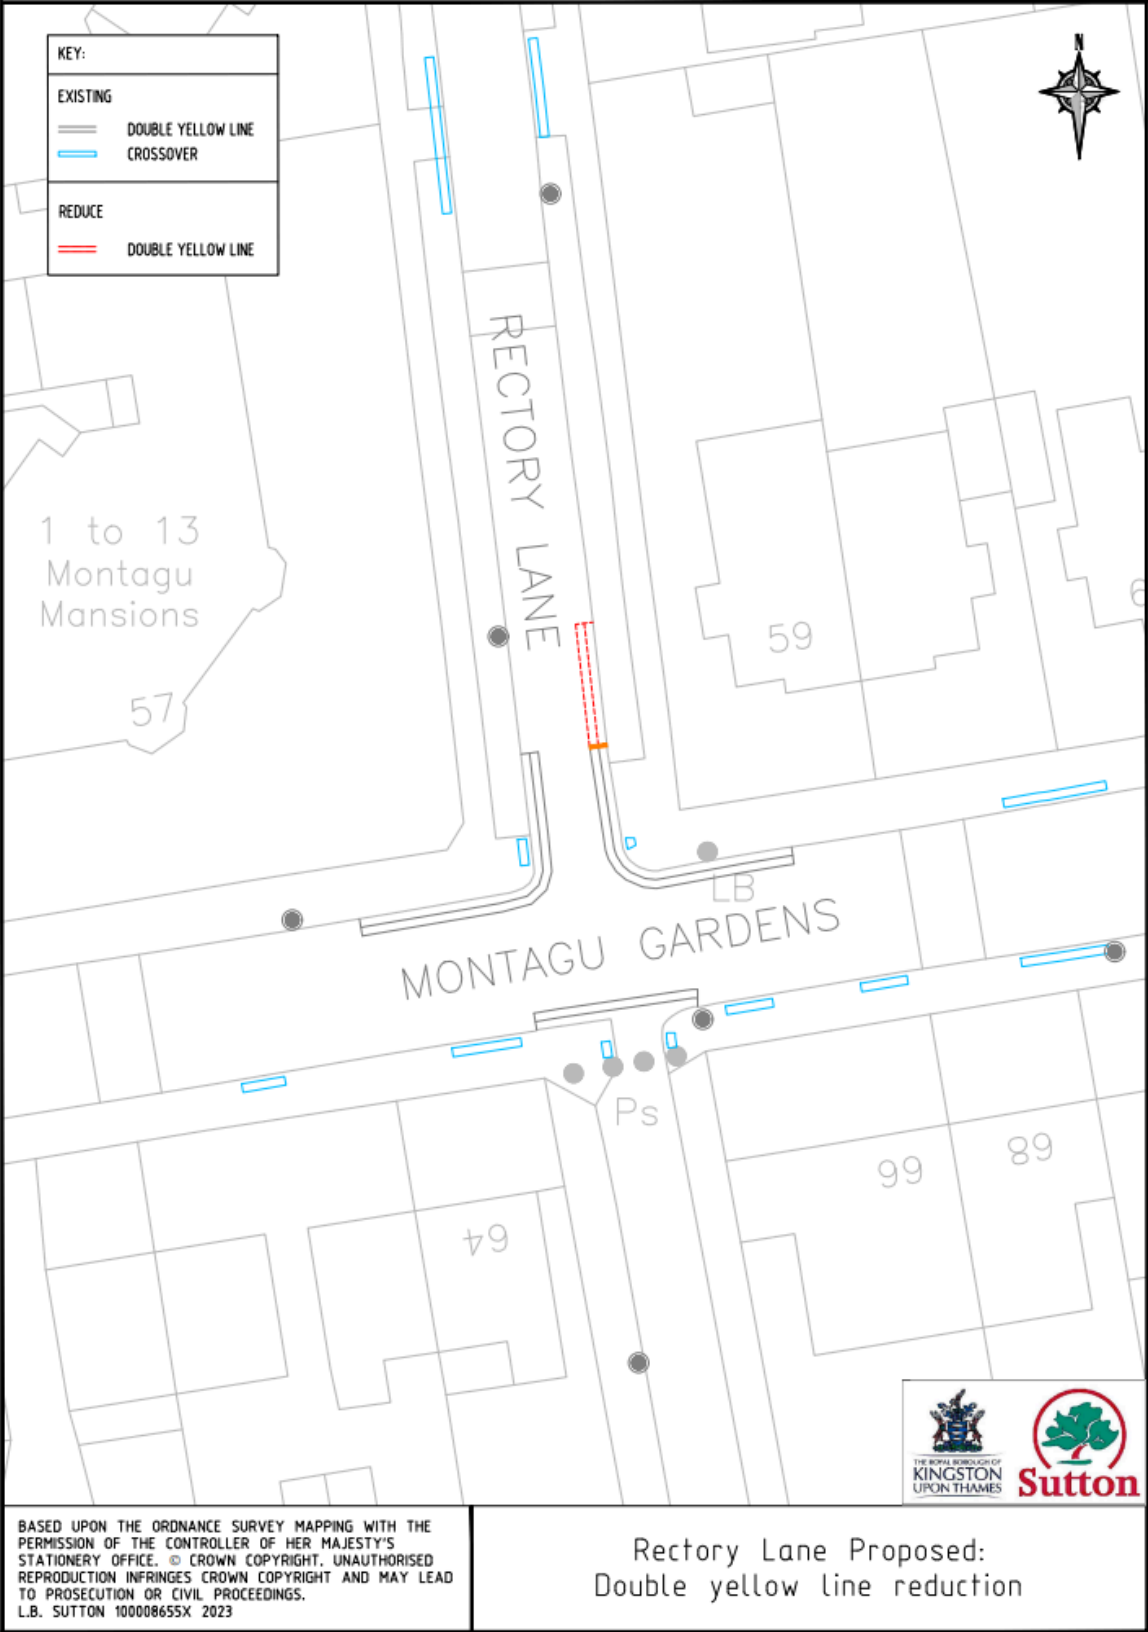 KEY:
EXISTING
DOUBLE YELLOW LINE
CROSSOVER
REDUCE
DOUBLE YELLOW LINE
N
RECTORY LANE
1 to 13
Montagu
Mansions
57
59
6
LB
MONTAGU GARDENS
Ps
64
66
68
THE ROYAL BOROUGH OF
KINGSTON
UPON THAMES
Sutton
BASED UPON THE ORDNANCE SURVEY MAPPING WITH THE
PERMISSION OF THE CONTROLLER OF HER MAJESTY'S
STATIONERY OFFICE. © CROWN COPYRIGHT. UNAUTHORISED
REPRODUCTION INFRINGES CROWN COPYRIGHT AND MAY LEAD
TO PROSECUTION OR CIVIL PROCEEDINGS.
L.B. SUTTON 100008655X 2023
Rectory Lane Proposed:
Double yellow line reduction